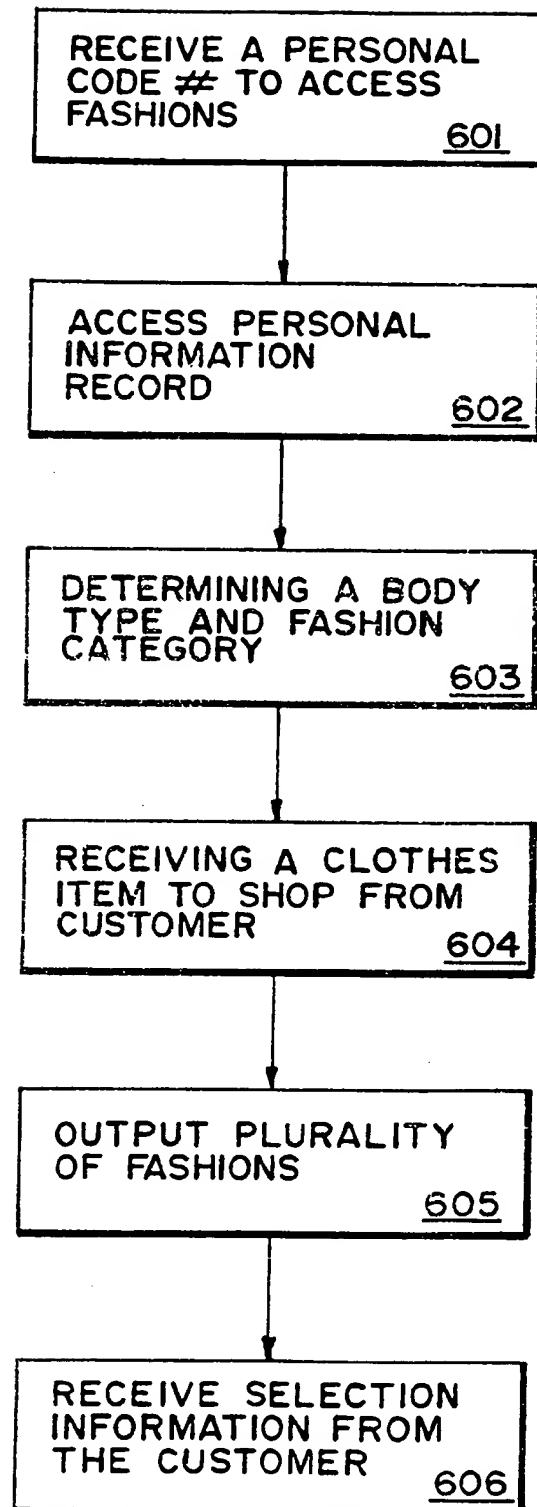 RECEIVE A PERSONAL
CODE # TO ACCESS
FASHIONS
601
ACCESS PERSONAL
INFORMATION
RECORD
602
DETERMINING A BODY
TYPE AND FASHION
CATEGORY
603
RECEIVING A CLOTHES
ITEM TO SHOP FROM
CUSTOMER
604
OUTPUT PLURALITY
OF FASHIONS
605
RECEIVE SELECTION
INFORMATION FROM
THE CUSTOMER
606